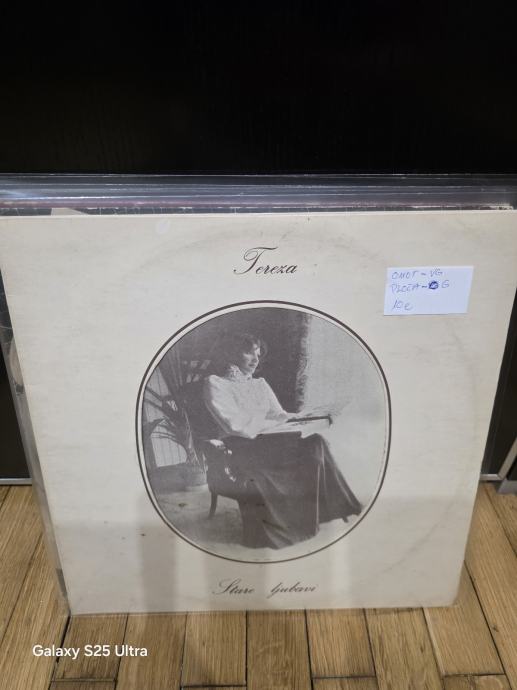 Tereza
OMOT - VG
PLOČA - G
10 e
Stare ljubavi
Galaxy S25 Ultra